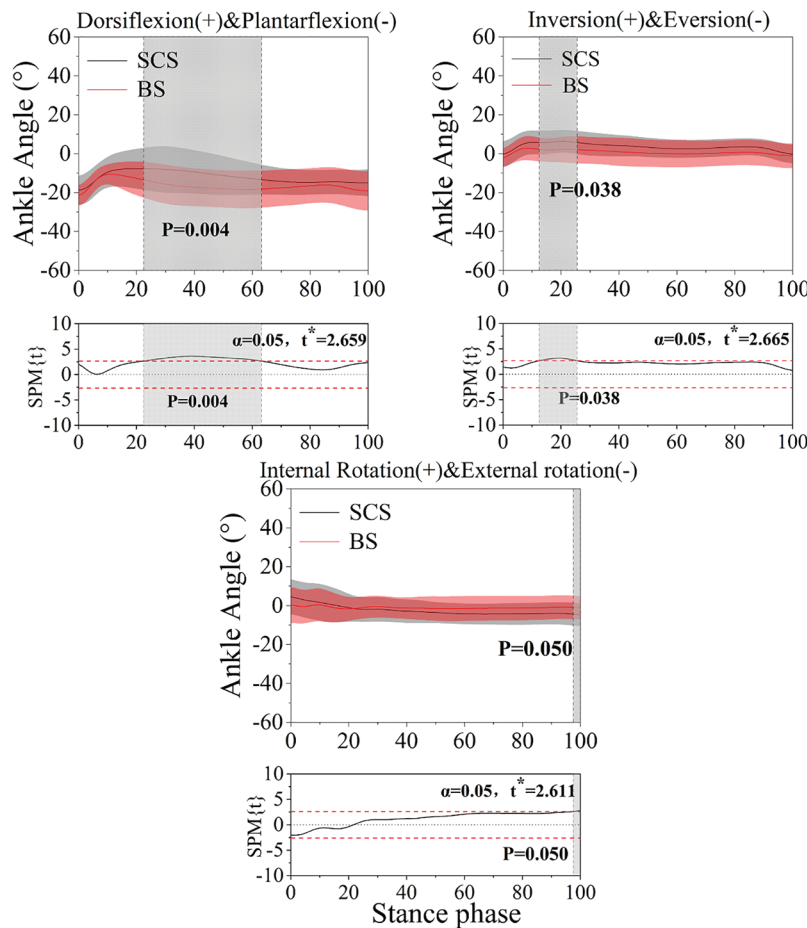 Dorsiflexion(+)&Plantarflexion(-)
60
40
20
0
-20
-40
-60
Ankle Angle (°)
SCS
BS
P=0.004
0 20 40 60 80 100
10
5
0
-5
-10
SPM{t}
α=0.05, t*=2.659
P=0.004
0 20 40 60 80 100
Inversion(+)&Eversion(-)
60
40
20
0
-20
-40
-60
Ankle Angle (°)
SCS
BS
P=0.038
0 20 40 60 80 100
10
5
0
-5
-10
SPM{t}
α=0.05, t*=2.665
P=0.038
0 20 40 60 80 100
Internal Rotation(+)&External rotation(-)
60
40
20
0
-20
-40
-60
Ankle Angle (°)
SCS
BS
P=0.050
0 20 40 60 80 100
10
5
0
-5
-10
SPM{t}
α=0.05, t*=2.611
P=0.050
0 20 40 60 80 100
Stance phase